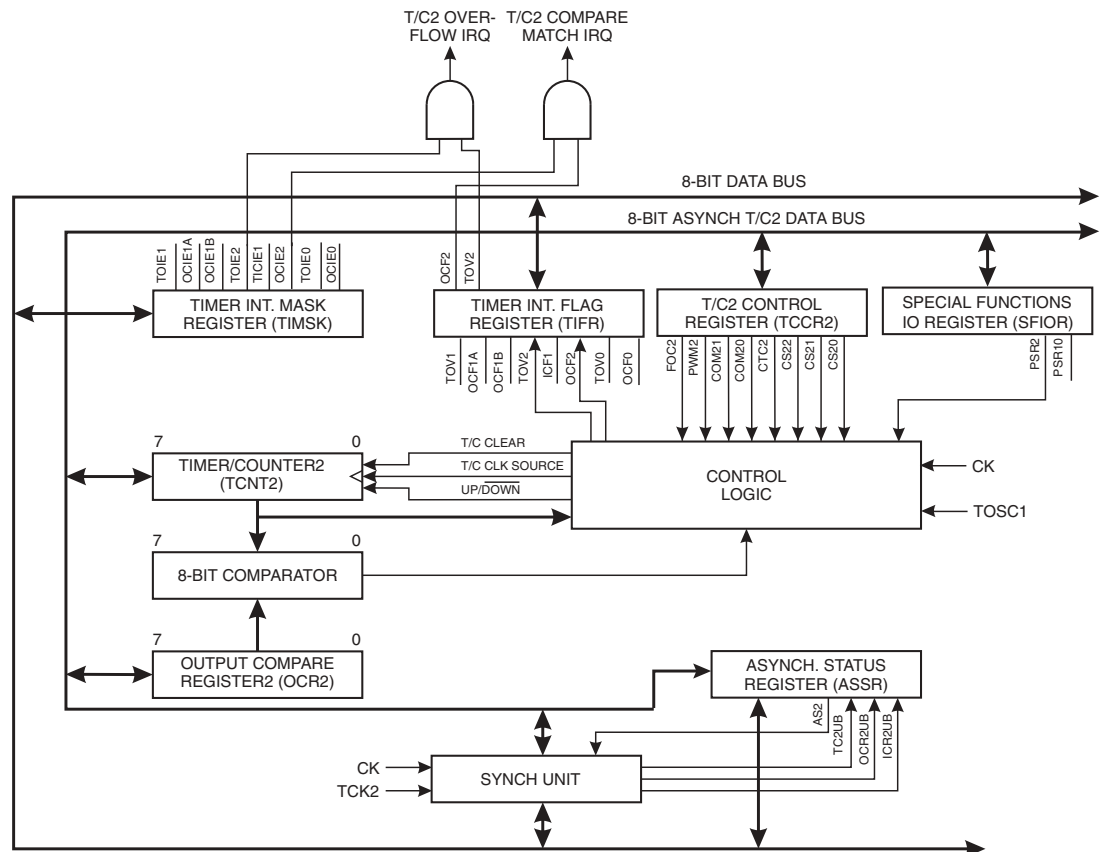 T/C2 OVER-
FLOW IRQ
T/C2 COMPARE
MATCH IRQ
8-BIT DATA BUS
8-BIT ASYNCH T/C2 DATA BUS
TOIE1
OCIE1A
OCIE1B
TOIE2
TICIE1
OCIE2
TOIE0
OCIE0
OCF2
TOV2
TIMER INT. MASK
REGISTER (TIMSK)
TIMER INT. FLAG
REGISTER (TIFR)
T/C2 CONTROL
REGISTER (TCCR2)
SPECIAL FUNCTIONS
IO REGISTER (SFIOR)
TOV1
OCF1A
OCF1B
TOV2
ICF1
OCF2
TOV0
OCF0
FOC2
PWM2
COM21
COM20
CTC2
CS22
CS21
CS20
PSR2
PSR10
7
0
TIMER/COUNTER2
(TCNT2)
T/C CLEAR
T/C CLK SOURCE
UP/DOWN
CONTROL
LOGIC
CK
TOSC1
7
0
8-BIT COMPARATOR
7
0
OUTPUT COMPARE
REGISTER2 (OCR2)
ASYNCH. STATUS
REGISTER (ASSR)
AS2
TC2UB
OCR2UB
ICR2UB
CK
TCK2
SYNCH UNIT